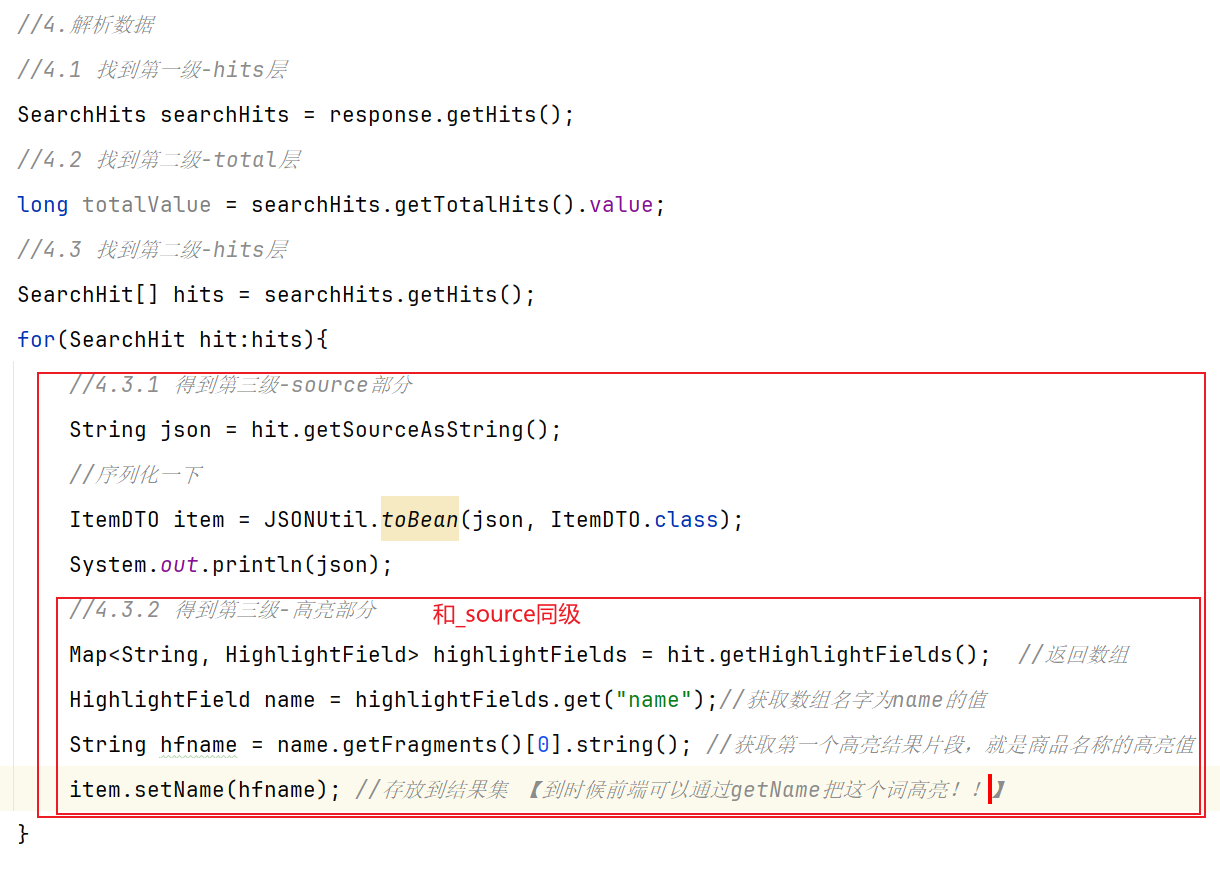 //4.解析数据
//4.1 找到第一级-hits层
SearchHits searchHits = response.getHits();
//4.2 找到第二级-total层
long totalValue = searchHits.getTotalHits().value;
//4.3 找到第二级-hits层
SearchHit[] hits = searchHits.getHits();
for(SearchHit hit:hits){
//4.3.1 得到第三级-source部分
String json = hit.getSourceAsString();
//序列化一下
ItemDTO item = JSONUtil.toBean(json, ItemDTO.class);
System.out.println(json);
//4.3.2 得到第三级-高亮部分 和_source同级
Map<String, HighlightField> highlightFields = hit.getHighlightFields(); //返回数组
HighlightField name = highlightFields.get("name");//获取数组名字为name的值
String hfname = name.getFragments()[0].string(); //获取第一个高亮结果片段，就是商品名称的高亮值
item.setName(hfname); //存放到结果集 【到时候前端可以通过getName把这个词高亮！！】
}